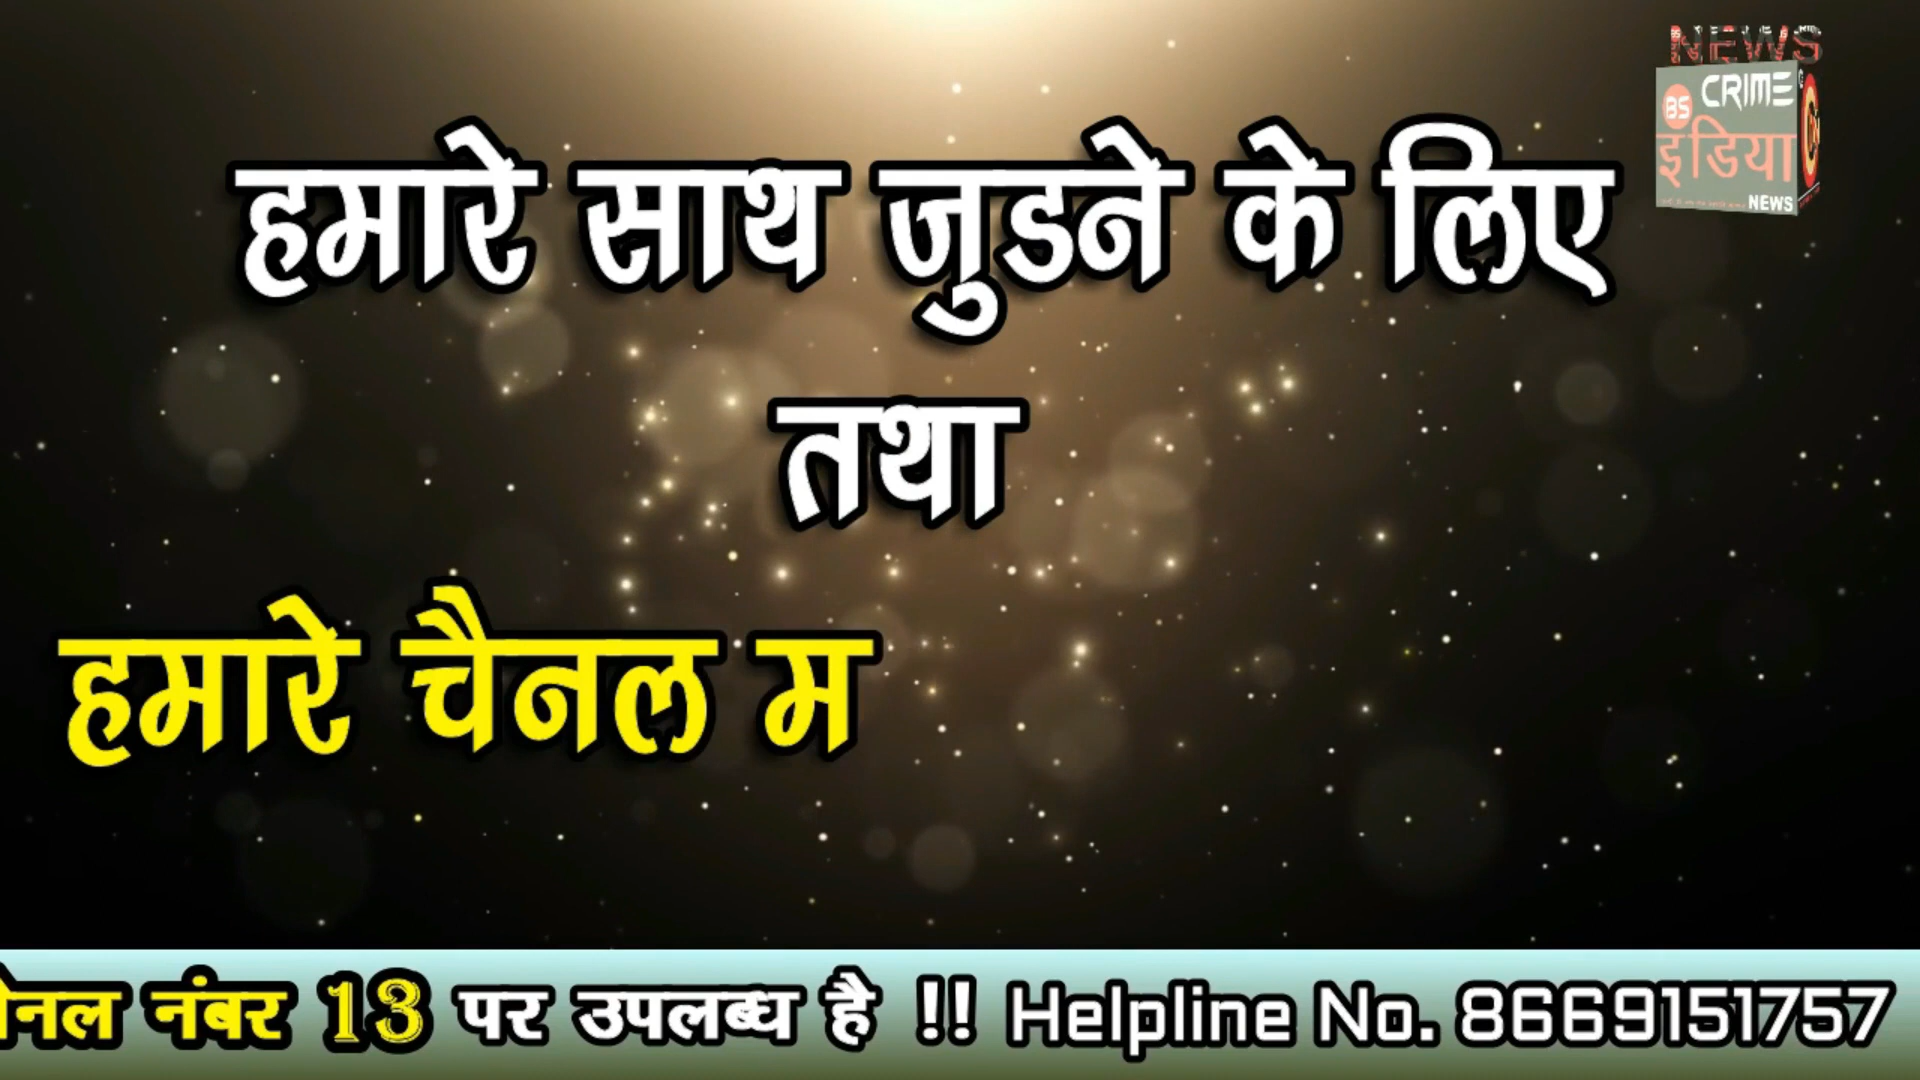 NEWS
CRIME
BS
इंडिया
NEWS
हमारे साथ जुडने के लिए
तथा
हमारे चैनल म
नंबर 13 पर उपलब्ध है !! Helpline No. 8669151757